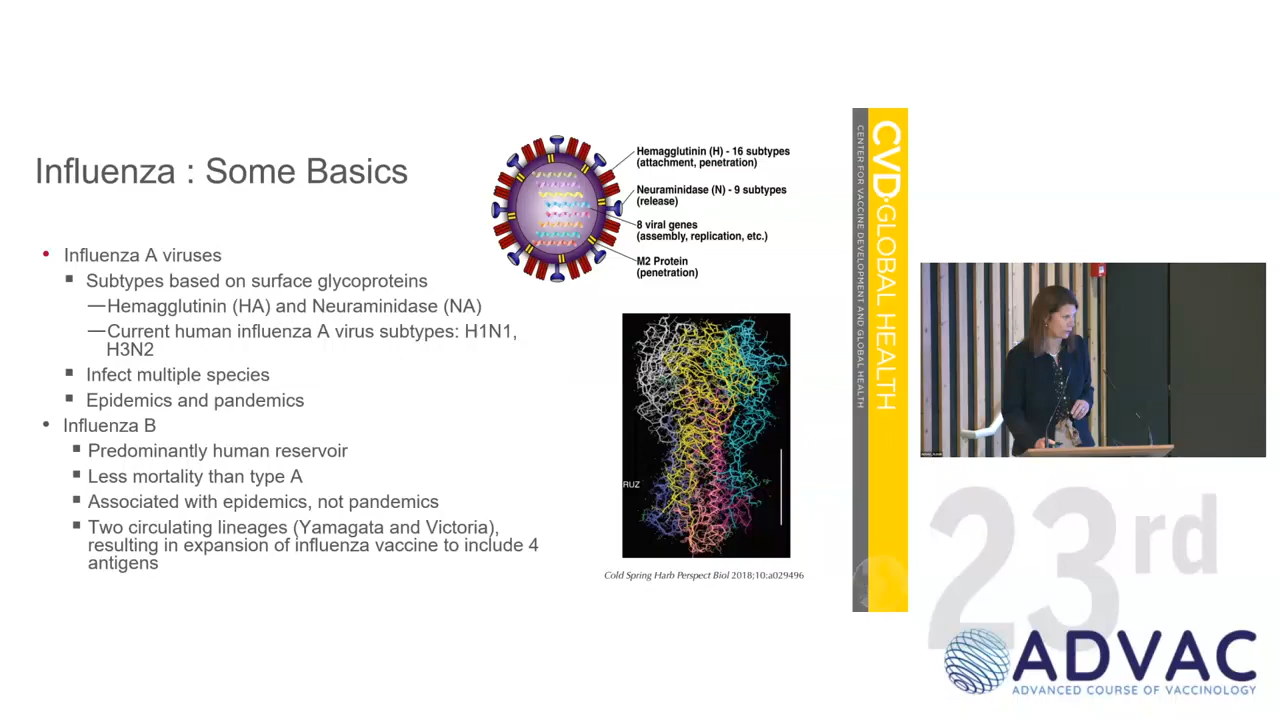 Influenza : Some Basics
• Influenza A viruses
▪ Subtypes based on surface glycoproteins
—Hemagglutinin (HA) and Neuraminidase (NA)
—Current human influenza A virus subtypes: H1N1,
H3N2
▪ Infect multiple species
▪ Epidemics and pandemics
• Influenza B
▪ Predominantly human reservoir
▪ Less mortality than type A
▪ Associated with epidemics, not pandemics
▪ Two circulating lineages (Yamagata and Victoria),
resulting in expansion of influenza vaccine to include 4
antigens
Hemagglutinin (H) - 16 subtypes
(attachment, penetration)
Neuraminidase (N) - 9 subtypes
(release)
8 viral genes
(assembly, replication, etc.)
M2 Protein
(penetration)
RUZ
Cold Spring Harb Perspect Biol 2018;10:a029496
CVD·GLOBAL HEALTH
CENTER FOR VACCINE DEVELOPMENT AND GLOBAL HEALTH
23rd
ADVAC
ADVANCED COURSE OF VACCINOLOGY